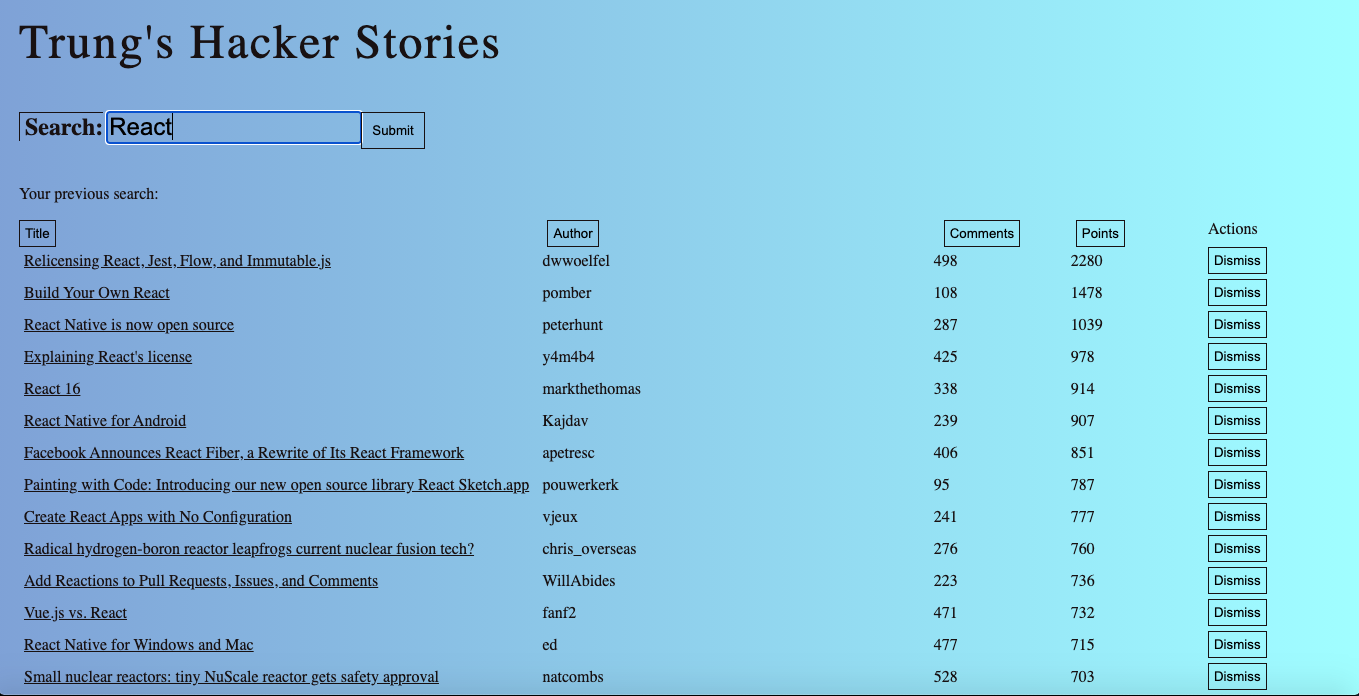 Trung's Hacker Stories
Search: React Submit
Your previous search:
Title Author Comments Points Actions
Relicensing React, Jest, Flow, and Immutable.js dwwoelfel 498 2280 Dismiss
Build Your Own React pomber 108 1478 Dismiss
React Native is now open source peterhunt 287 1039 Dismiss
Explaining React's license y4m4b4 425 978 Dismiss
React 16 markthethomas 338 914 Dismiss
React Native for Android Kajdav 239 907 Dismiss
Facebook Announces React Fiber, a Rewrite of Its React Framework apetresc 406 851 Dismiss
Painting with Code: Introducing our new open source library React Sketch.app pouwerkerk 95 787 Dismiss
Create React Apps with No Configuration vjeux 241 777 Dismiss
Radical hydrogen-boron reactor leapfrogs current nuclear fusion tech? chris_overseas 276 760 Dismiss
Add Reactions to Pull Requests, Issues, and Comments WillAbides 223 736 Dismiss
Vue.js vs. React fanf2 471 732 Dismiss
React Native for Windows and Mac ed 477 715 Dismiss
Small nuclear reactors: tiny NuScale reactor gets safety approval natcombs 528 703 Dismiss